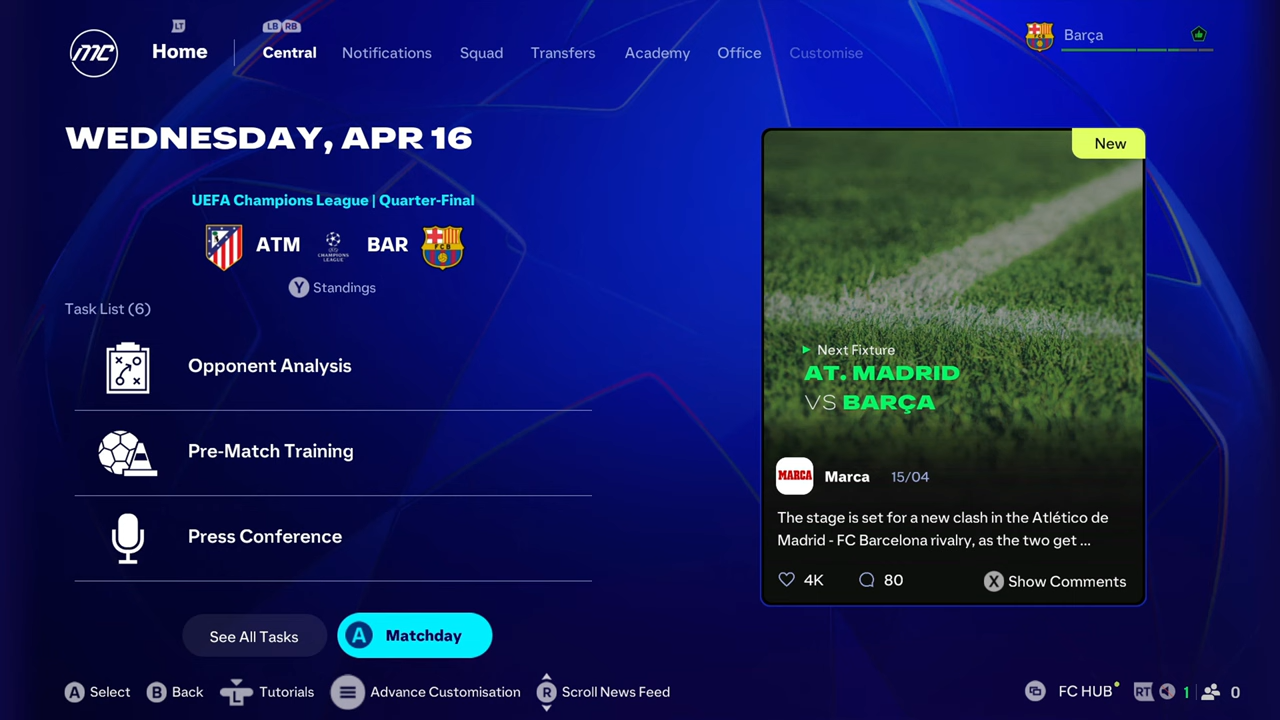 LT
LB RB
MC
Home
Central
Notifications
Squad
Transfers
Academy
Office
Customise
Barça
WEDNESDAY, APR 16
UEFA Champions League | Quarter-Final
ATM
CHAMPIONS
LEAGUE
BAR
FCB
Y Standings
Task List (6)
Opponent Analysis
Pre-Match Training
Press Conference
See All Tasks
A Matchday
New
Next Fixture
AT. MADRID
VS BARÇA
MARCA
Marca 15/04
The stage is set for a new clash in the Atlético de
Madrid - FC Barcelona rivalry, as the two get ...
4K
80
X Show Comments
A Select
B Back
L Tutorials
Advance Customisation
R Scroll News Feed
FC HUB
RT
1
0